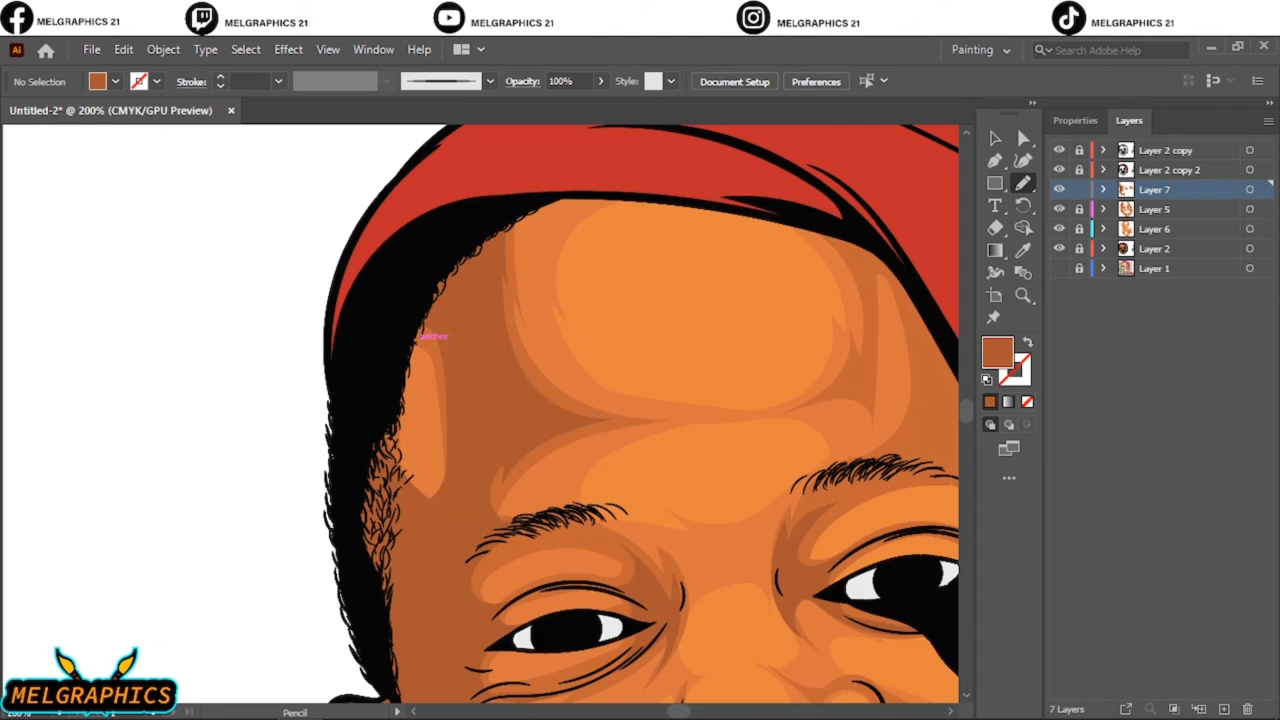 MELGRAPHICS 21
MELGRAPHICS 21
MELGRAPHICS 21
MELGRAPHICS 21
MELGRAPHICS 21
Ai File Edit Object Type Select Effect View Window Help Painting Search Adobe Help
No Selection Stroke: Opacity: 100% Style: Document Setup Preferences
Untitled-2* @ 200% (CMYK/GPU Preview)
Properties Layers
Layer 2 copy
Layer 2 copy 2
Layer 7
Layer 5
Layer 6
Layer 2
Layer 1
anchor
MELGRAPHICS
Pencil
7 Layers